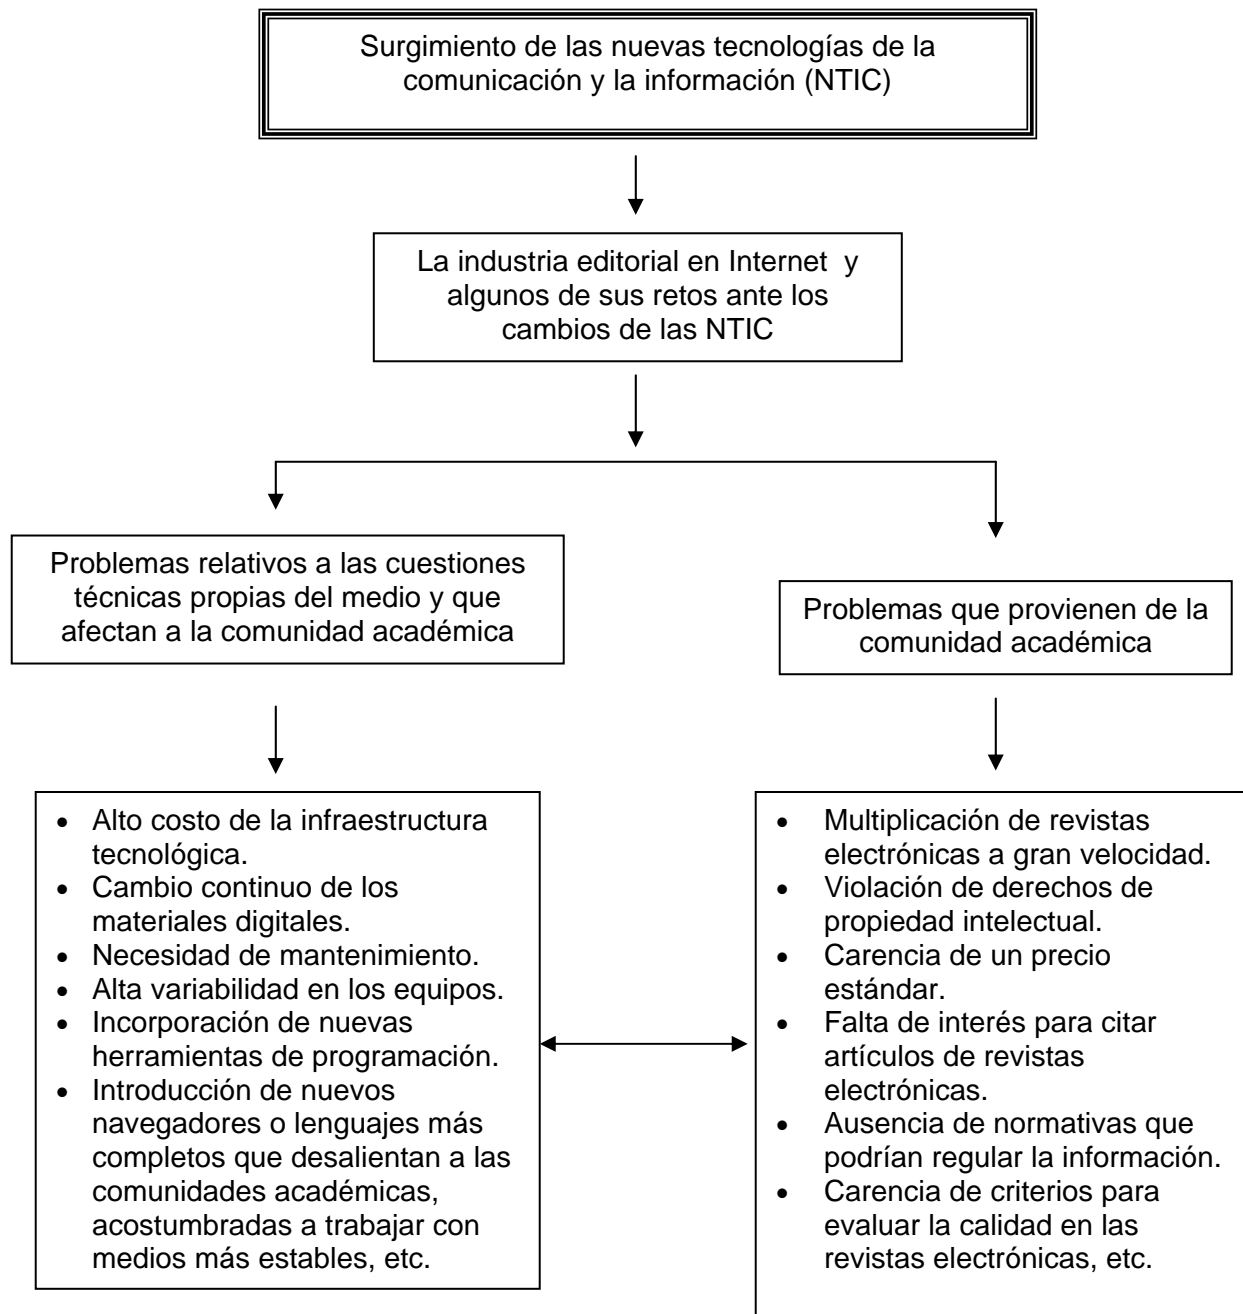 Surgimiento de las nuevas tecnologías de la
comunicación y la información (NTIC)
La industria editorial en Internet y
algunos de sus retos ante los
cambios de las NTIC
Problemas relativos a las cuestiones
técnicas propias del medio y que
afectan a la comunidad académica
Problemas que provienen de la
comunidad académica
• Alto costo de la infraestructura
tecnológica.
• Cambio continuo de los
materiales digitales.
• Necesidad de mantenimiento.
• Alta variabilidad en los equipos.
• Incorporación de nuevas
herramientas de programación.
• Introducción de nuevos
navegadores o lenguajes más
completos que desalientan a las
comunidades académicas,
acostumbradas a trabajar con
medios más estables, etc.
• Multiplicación de revistas
electrónicas a gran velocidad.
• Violación de derechos de
propiedad intelectual.
• Carencia de un precio
estándar.
• Falta de interés para citar
artículos de revistas
electrónicas.
• Ausencia de normativas que
podrían regular la información.
• Carencia de criterios para
evaluar la calidad en las
revistas electrónicas, etc.